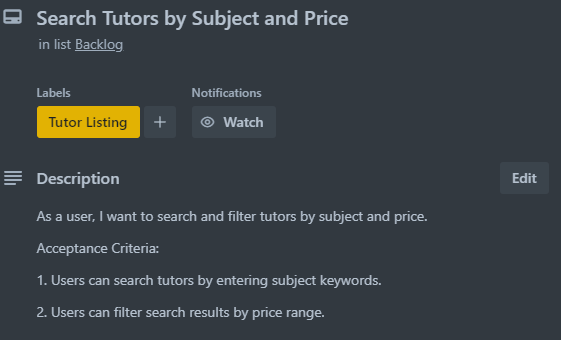 Search Tutors by Subject and Price
in list Backlog
Labels
Notifications
Tutor Listing
+
Watch
Description
Edit
As a user, I want to search and filter tutors by subject and price.
Acceptance Criteria:
1. Users can search tutors by entering subject keywords.
2. Users can filter search results by price range.